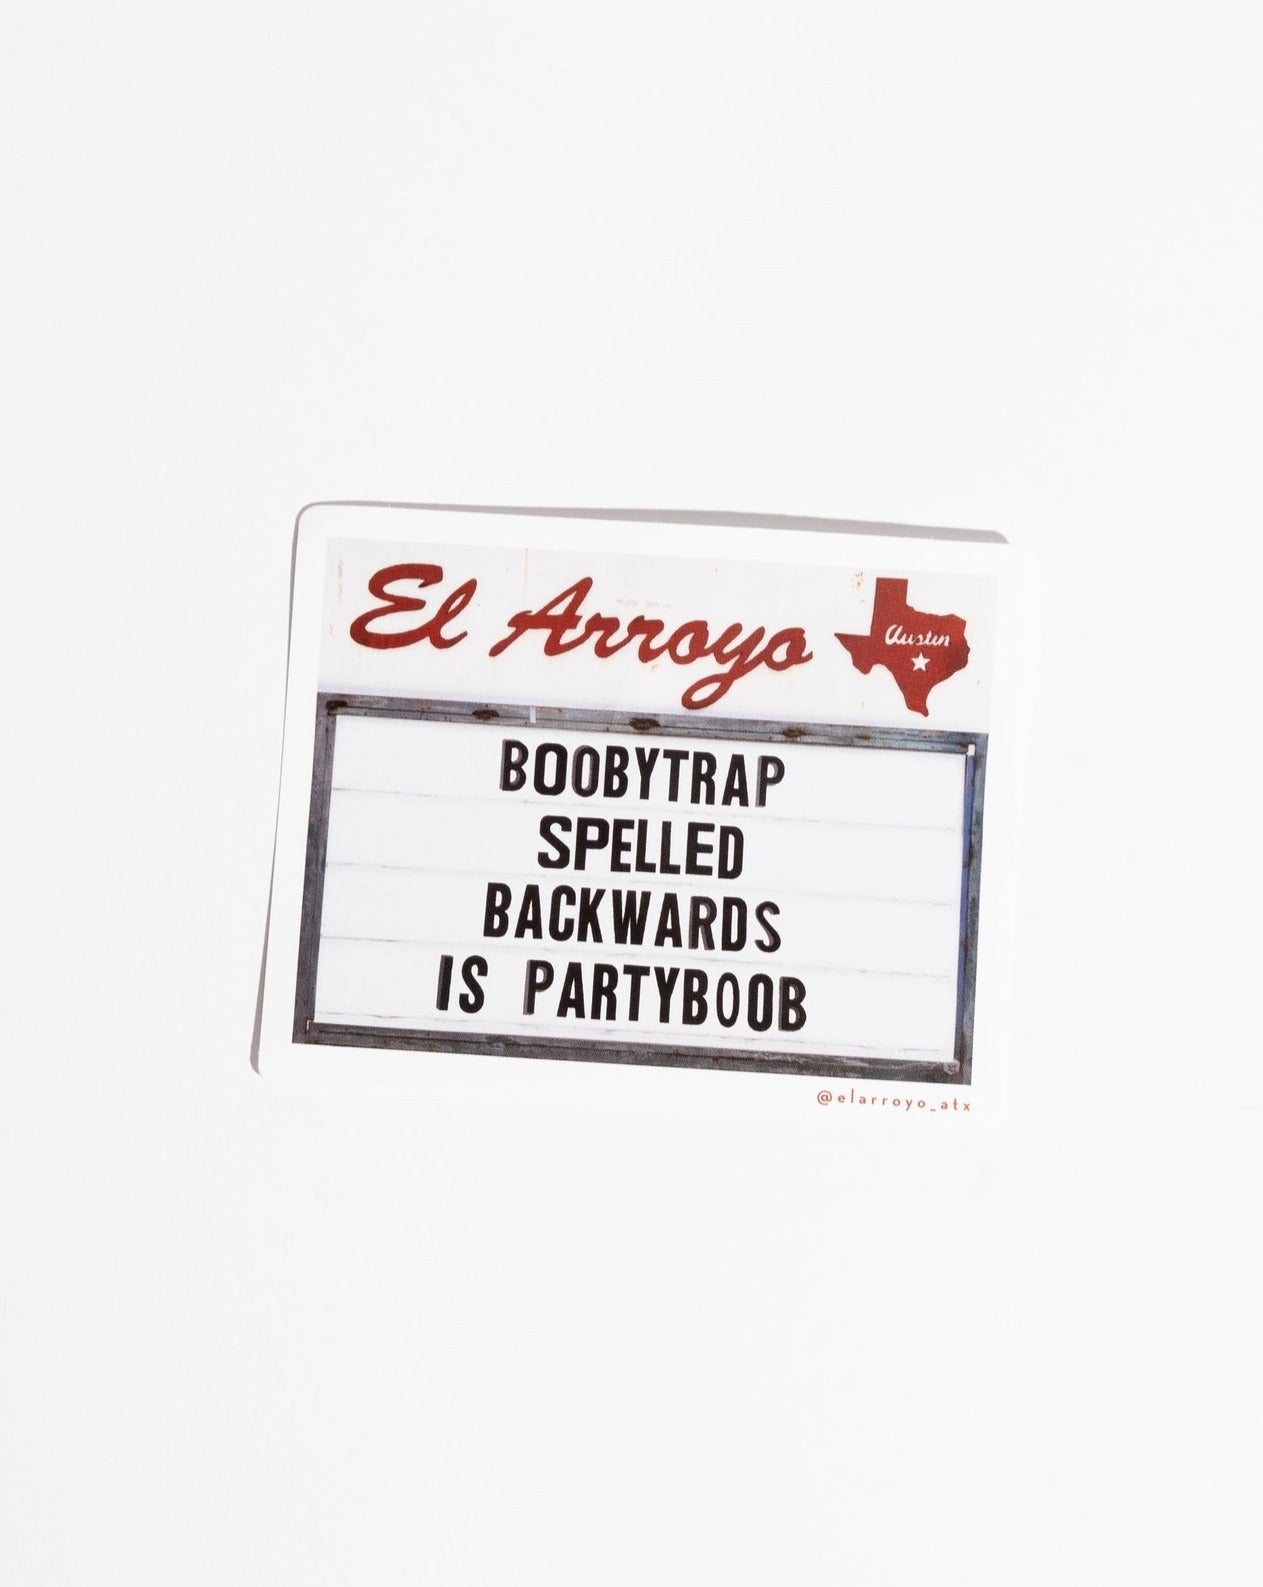 El Arroyo
Austin
BOOBYTRAP
SPELLED
BACKWARDS
IS PARTYBOOB
@elarroyo_atx